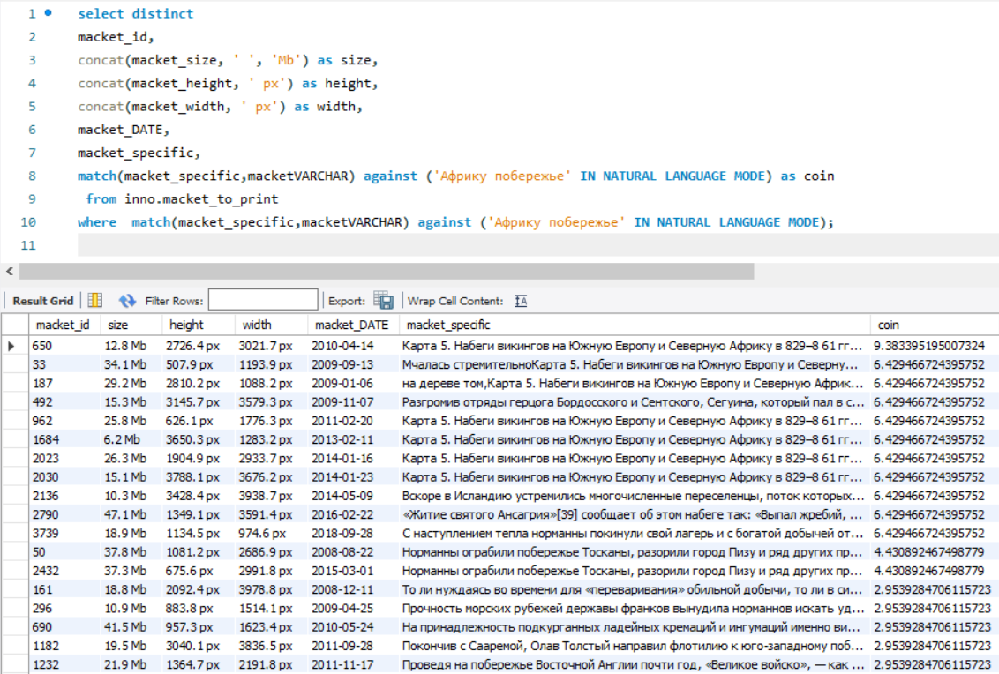 1 select distinct
2 macket_id,
3 concat(macket_size, ' ', 'Mb') as size,
4 concat(macket_height, ' px') as height,
5 concat(macket_width, ' px') as width,
6 macket_DATE,
7 macket_specific,
8 match(macket_specific,macketVARCHAR) against ('Африку побережье' IN NATURAL LANGUAGE MODE) as coin
9 from inno.macket_to_print
10 where match(macket_specific,macketVARCHAR) against ('Африку побережье' IN NATURAL LANGUAGE MODE);
11
Result Grid Filter Rows: Export: Wrap Cell Content: IA
macket_id size height width macket_DATE macket_specific coin
650 12.8 Mb 2726.4 px 3021.7 px 2010-04-14 Карта 5. Набеги викингов на Южную Европу и Северную Африку в 829–8 61 гг... 9.383395195007324
33 34.1 Mb 507.9 px 1193.9 px 2009-09-13 Мчалась стремительноКарта 5. Набеги викингов на Южную Европу и Северну... 6.429466724395752
187 29.2 Mb 2810.2 px 1088.2 px 2009-01-06 на дереве том,Карта 5. Набеги викингов на Южную Европу и Северную Африк... 6.429466724395752
492 15.3 Mb 3145.7 px 3579.3 px 2009-11-07 Разгромив отряды герцога Бордосского и Сентского, Сегуина, который пал в с... 6.429466724395752
962 25.8 Mb 626.1 px 1776.3 px 2011-02-20 Карта 5. Набеги викингов на Южную Европу и Северную Африку в 829–8 61 гг... 6.429466724395752
1684 6.2 Mb 3650.3 px 1283.2 px 2013-02-11 Карта 5. Набеги викингов на Южную Европу и Северную Африку в 829–8 61 гг... 6.429466724395752
2023 26.3 Mb 1904.9 px 2933.7 px 2014-01-16 Карта 5. Набеги викингов на Южную Европу и Северную Африку в 829–8 61 гг... 6.429466724395752
2030 15.1 Mb 3788.1 px 3676.2 px 2014-01-23 Карта 5. Набеги викингов на Южную Европу и Северную Африку в 829–8 61 гг... 6.429466724395752
2136 10.3 Mb 3428.4 px 3938.7 px 2014-05-09 Вскоре в Исландию устремились многочисленные переселенцы, поток которых... 6.429466724395752
2790 47.1 Mb 1349.1 px 3591.4 px 2016-02-22 «Житие святого Ансагрия»[39] сообщает об этом набеге так: «Выпал жребий, ... 6.429466724395752
3739 18.9 Mb 1134.5 px 974.6 px 2018-09-28 С наступлением тепла норманны покинули свой лагерь и с богатой добычей от... 6.429466724395752
50 37.8 Mb 1081.2 px 2686.9 px 2008-08-22 Норманны ограбили побережье Тосканы, разорили город Пизу и ряд других пр... 4.430892467498779
2432 37.3 Mb 675.6 px 2991.8 px 2015-03-01 Норманны ограбили побережье Тосканы, разорили город Пизу и ряд других пр... 4.430892467498779
161 18.8 Mb 2092.4 px 3978.8 px 2008-12-11 То ли нуждаясь во времени для «переваривания» обильной добычи, то ли в си... 2.9539284706115723
296 10.9 Mb 883.8 px 1514.1 px 2009-04-25 Прочность морских рубежей державы франков вынудила норманнов искать уд... 2.9539284706115723
690 41.5 Mb 957.3 px 1623.4 px 2010-05-24 На принадлежность подкурганных ладейных кремаций и ингумаций именно ви... 2.9539284706115723
1182 19.5 Mb 3040.1 px 3836.5 px 2011-09-28 Покончив с Сааремой, Олав Толстый направил флотилию к юго-западному поб... 2.9539284706115723
1232 21.9 Mb 1364.7 px 2191.8 px 2011-11-17 Проведя на побережье Восточной Англии почти год, «Великое войско», — как ... 2.9539284706115723